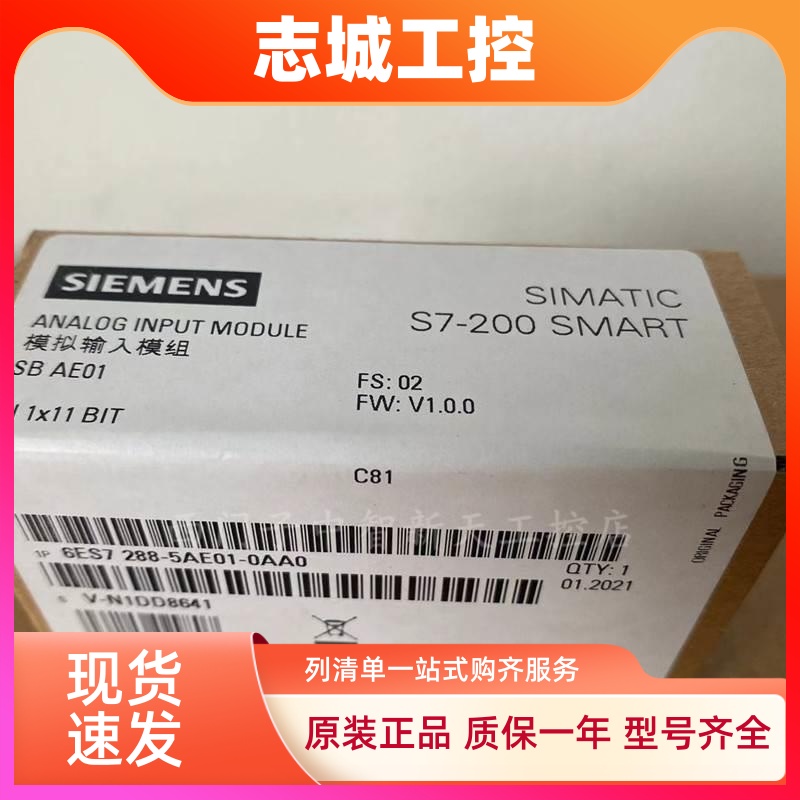 志城工控
SIEMENS
SIMATIC
S7-200 SMART
ANALOG INPUT MODULE
模拟输入模组
SB AE01
FS: 02
FW: V1.0.0
1x11 BIT
C81
ORIGINAL PACKAGING
1P 6ES7 288-5AE01-0AA0
QTY: 1
01.2021
S V-N1DD8641
现货
速发
列清单一站式购齐服务
原装正品 质保一年 型号齐全